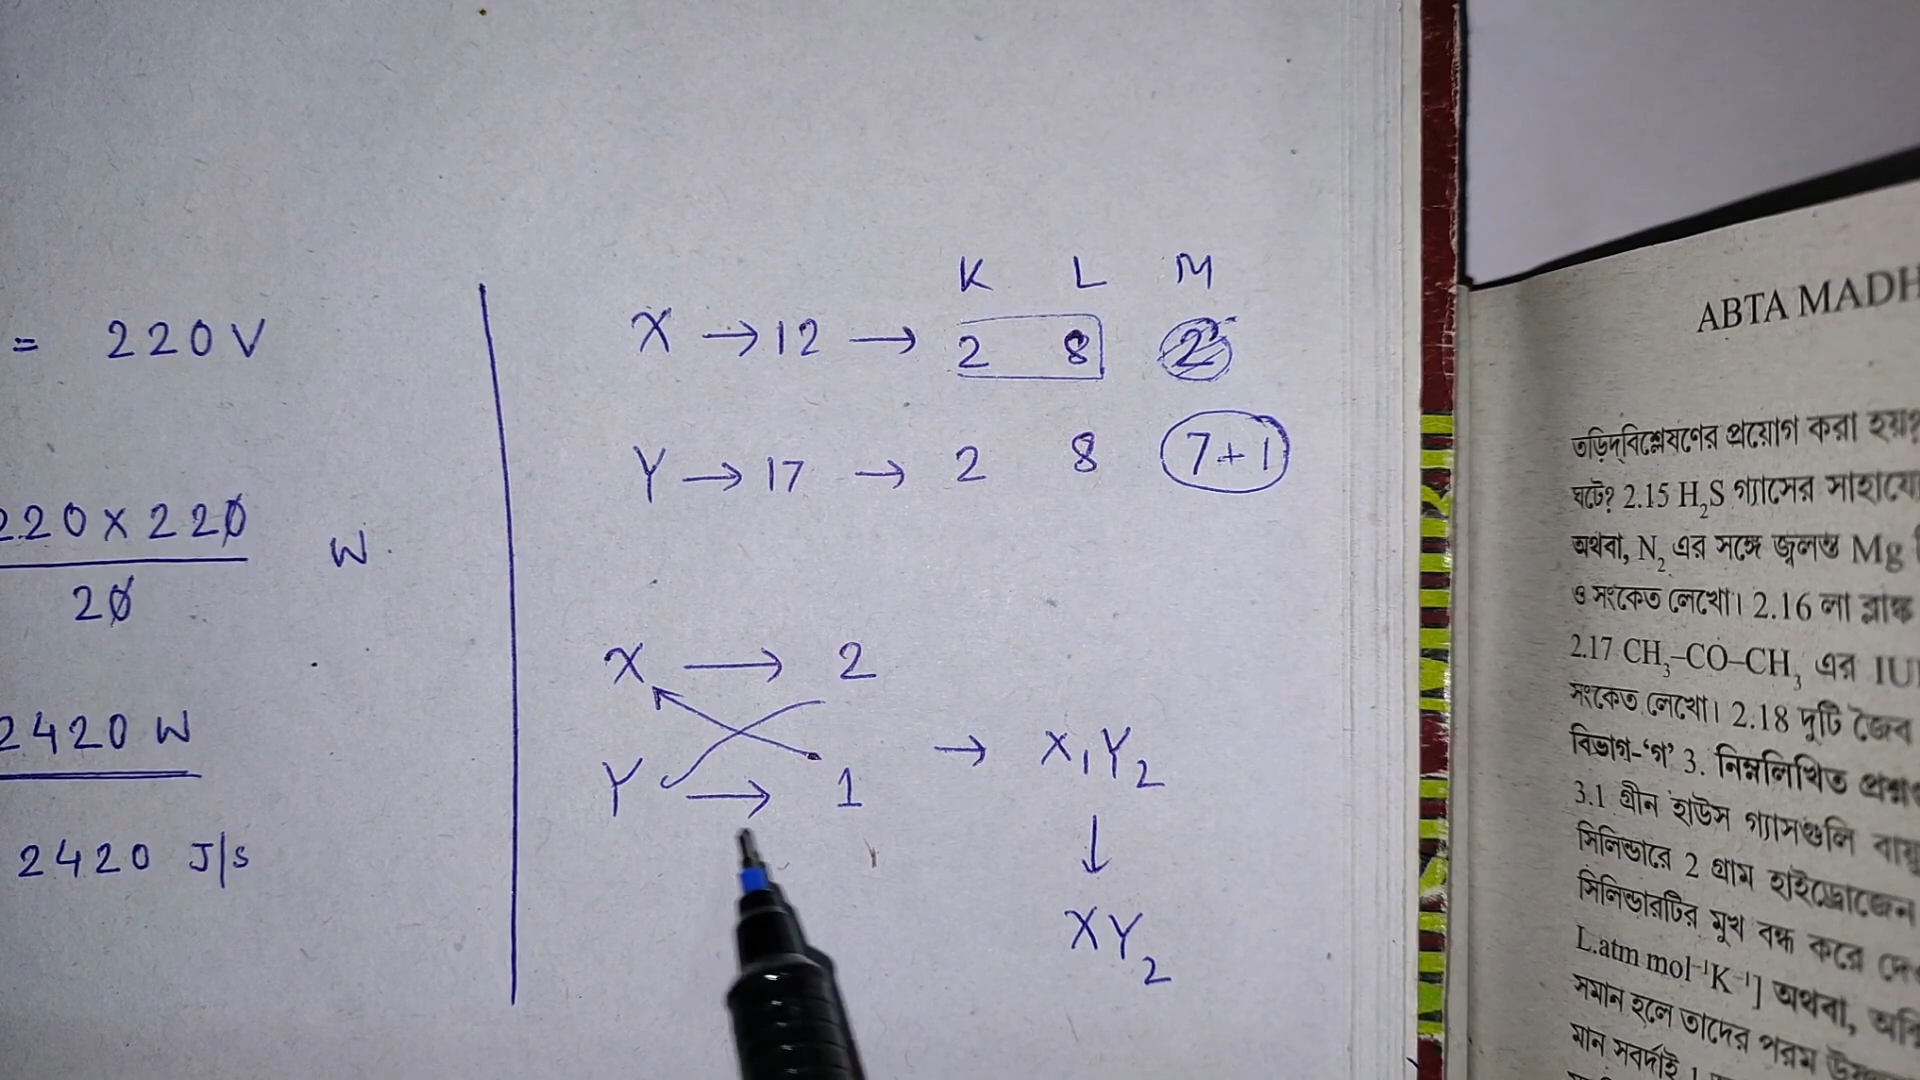 = 220V
220 X 220
W
20
2420 W
2420 J/s
K L M
X → 12 → 2 8 2
Y → 17 → 2 8 7+1
X → 2
Y → 1
→ X₁Y₂
↓
XY₂
ABTA MADH
তড়িদ্‌বিশ্লেষণের প্রয়োগ করা হয়?
ঘটে? 2.15 H₂S গ্যাসের সাহায্যে
অথবা, N₂ এর সঙ্গে জ্বলন্ত Mg
ও সংকেত লেখো। 2.16 লা ব্লাঙ্ক
2.17 CH₃–CO–CH₃ এর IU
সংকেত লেখো। 2.18 দুটি জৈব
বিভাগ-‘গ’ 3. নিম্নলিখিত
3.1 গ্রীন হাউস গ্যাসগুলি
সিলিন্ডারে 2 গ্রাম হাইড্রোজেন
সিলিন্ডারটির মুখ বন্ধ করে
L.atm mol⁻¹K⁻¹] অথবা,
সমান হলে তাদের পরম
মান সবর্দাই 1